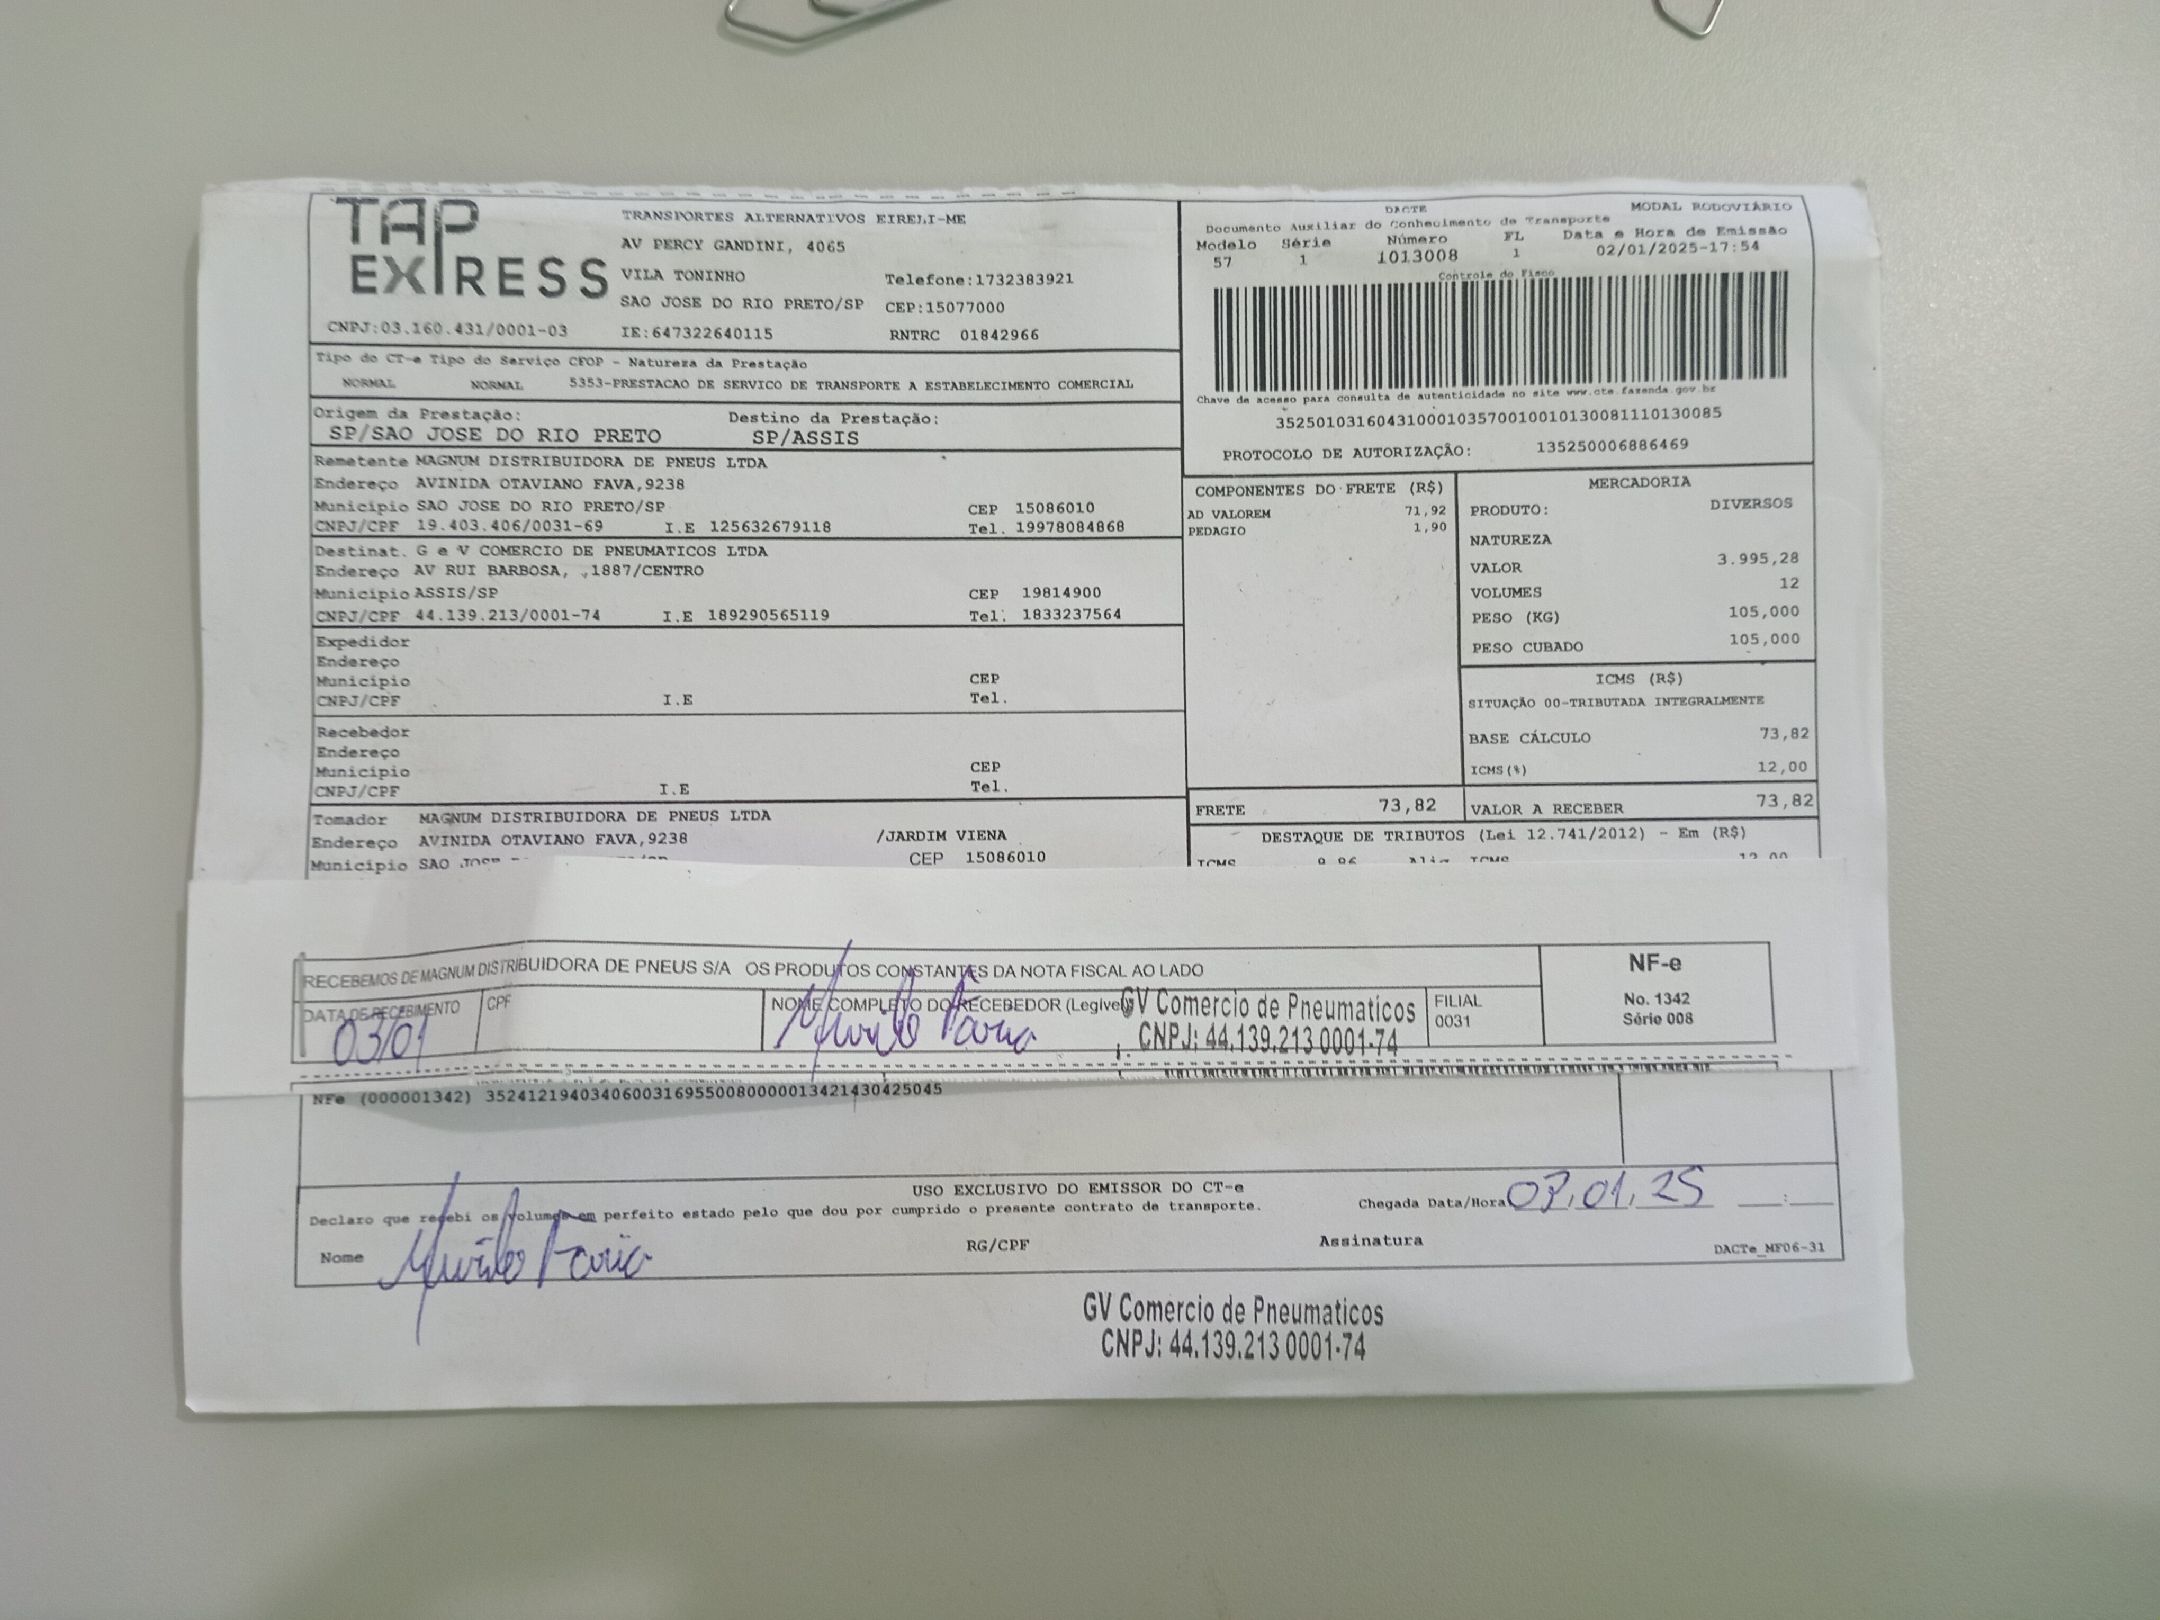 TAP EXPRESS
TRANSPORTES ALTERNATIVOS EIRELI-ME
AV PERCY GANDINI, 4065
VILA TONINHO Telefone:1732383921
SAO JOSE DO RIO PRETO/SP CEP:15077000
CNPJ:03.160.431/0001-03 IE:647322640115 RNTRC 01842966
DACTE MODAL RODOVIÁRIO
Documento Auxiliar do Conhecimento de Transporte
Modelo Série Número FL Data e Hora de Emissão
57 1 1013008 1 02/01/2025-17:54
Controle do Fisco
Chave de acesso para consulta de autenticidade no site www.cte.fazenda.gov.br
35250103160431000103570010010130081110130085
PROTOCOLO DE AUTORIZAÇÃO: 135250006886469
Tipo do CT-e Tipo do Serviço CFOP - Natureza da Prestação
NORMAL NORMAL 5353-PRESTACAO DE SERVICO DE TRANSPORTE A ESTABELECIMENTO COMERCIAL
Origem da Prestação: Destino da Prestação:
SP/SAO JOSE DO RIO PRETO SP/ASSIS
Remetente MAGNUM DISTRIBUIDORA DE PNEUS LTDA
Endereço AVINIDA OTAVIANO FAVA,9238
Município SAO JOSE DO RIO PRETO/SP CEP 15086010
CNPJ/CPF 19.403.406/0031-69 I.E 125632679118 Tel. 19978084868
Destinat. G e V COMERCIO DE PNEUMATICOS LTDA
Endereço AV RUI BARBOSA, ,1887/CENTRO
Município ASSIS/SP CEP 19814900
CNPJ/CPF 44.139.213/0001-74 I.E 189290565119 Tel. 1833237564
Expedidor
Endereço
Município CEP
CNPJ/CPF I.E Tel.
Recebedor
Endereço
Município CEP
CNPJ/CPF I.E Tel.
Tomador MAGNUM DISTRIBUIDORA DE PNEUS LTDA
Endereço AVINIDA OTAVIANO FAVA,9238 /JARDIM VIENA
Município SAO CEP 15086010
COMPONENTES DO FRETE (R$)
AD VALOREM 71,92
PEDAGIO 1,90
MERCADORIA
PRODUTO: DIVERSOS
NATUREZA
VALOR 3.995,28
VOLUMES 12
PESO (KG) 105,000
PESO CUBADO 105,000
ICMS (R$)
SITUAÇÃO 00-TRIBUTADA INTEGRALMENTE
BASE CÁLCULO 73,82
ICMS(%) 12,00
FRETE 73,82 VALOR A RECEBER 73,82
DESTAQUE DE TRIBUTOS (Lei 12.741/2012) - Em (R$)
RECEBEMOS DE MAGNUM DISTRIBUIDORA DE PNEUS S/A OS PRODUTOS CONSTANTES DA NOTA FISCAL AO LADO
DATA DE RECEBIMENTO CPF NOME COMPLETO DO RECEBEDOR (Legível) FILIAL
0031
03/01 Murilo Faria
GV Comercio de Pneumaticos
CNPJ: 44.139.213 0001-74
NF-e
No. 1342
Série 008
NFe (000001342) 35241219403406003169550080000013421430425045
USO EXCLUSIVO DO EMISSOR DO CT-e
Declaro que recebi os volumes em perfeito estado pelo que dou por cumprido o presente contrato de transporte.
Chegada Data/Hora 03.01.25 :
Nome Murilo Faria RG/CPF Assinatura
DACTe_MF06-31
GV Comercio de Pneumaticos
CNPJ: 44.139.213 0001-74